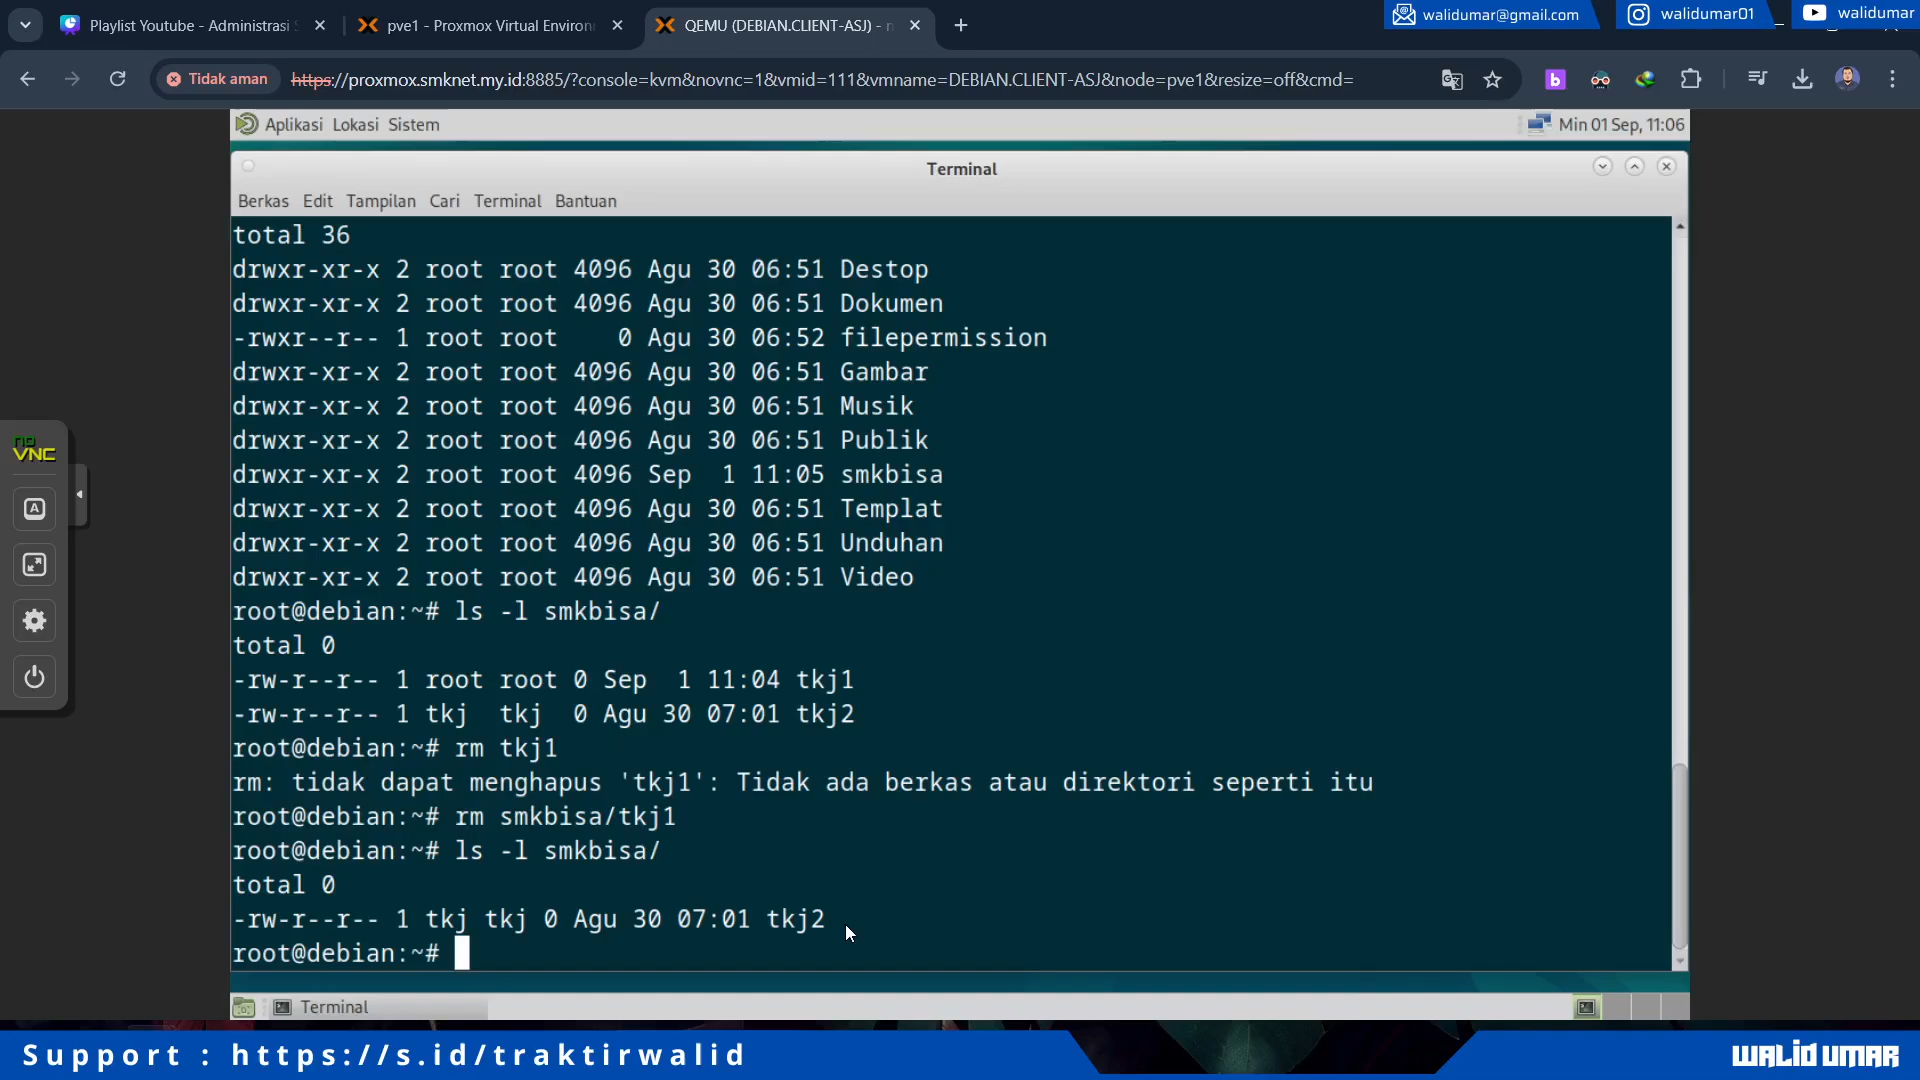 Playlist Youtube - Administrasi S
pve1 - Proxmox Virtual Environ
QEMU (DEBIAN.CLIENT-ASJ) - n
walidumar@gmail.com
walidumar01
walidumar
Tidak aman
https://proxmox.smknet.my.id:8885/?console=kvm&novnc=1&vmid=111&vmname=DEBIAN.CLIENT-ASJ&node=pve1&resize=off&cmd=
Aplikasi Lokasi Sistem
Min 01 Sep, 11:06
Terminal
Berkas Edit Tampilan Cari Terminal Bantuan
total 36
drwxr-xr-x 2 root root 4096 Agu 30 06:51 Destop
drwxr-xr-x 2 root root 4096 Agu 30 06:51 Dokumen
-rwxr--r-- 1 root root    0 Agu 30 06:52 filepermission
drwxr-xr-x 2 root root 4096 Agu 30 06:51 Gambar
drwxr-xr-x 2 root root 4096 Agu 30 06:51 Musik
drwxr-xr-x 2 root root 4096 Agu 30 06:51 Publik
drwxr-xr-x 2 root root 4096 Sep  1 11:05 smkbisa
drwxr-xr-x 2 root root 4096 Agu 30 06:51 Templat
drwxr-xr-x 2 root root 4096 Agu 30 06:51 Unduhan
drwxr-xr-x 2 root root 4096 Agu 30 06:51 Video
root@debian:~# ls -l smkbisa/
total 0
-rw-r--r-- 1 root root 0 Sep  1 11:04 tkj1
-rw-r--r-- 1 tkj  tkj  0 Agu 30 07:01 tkj2
root@debian:~# rm tkj1
rm: tidak dapat menghapus 'tkj1': Tidak ada berkas atau direktori seperti itu
root@debian:~# rm smkbisa/tkj1
root@debian:~# ls -l smkbisa/
total 0
-rw-r--r-- 1 tkj tkj 0 Agu 30 07:01 tkj2
root@debian:~#
no
VNC
A
Terminal
Support : https://s.id/traktirwalid
WALID UMAR